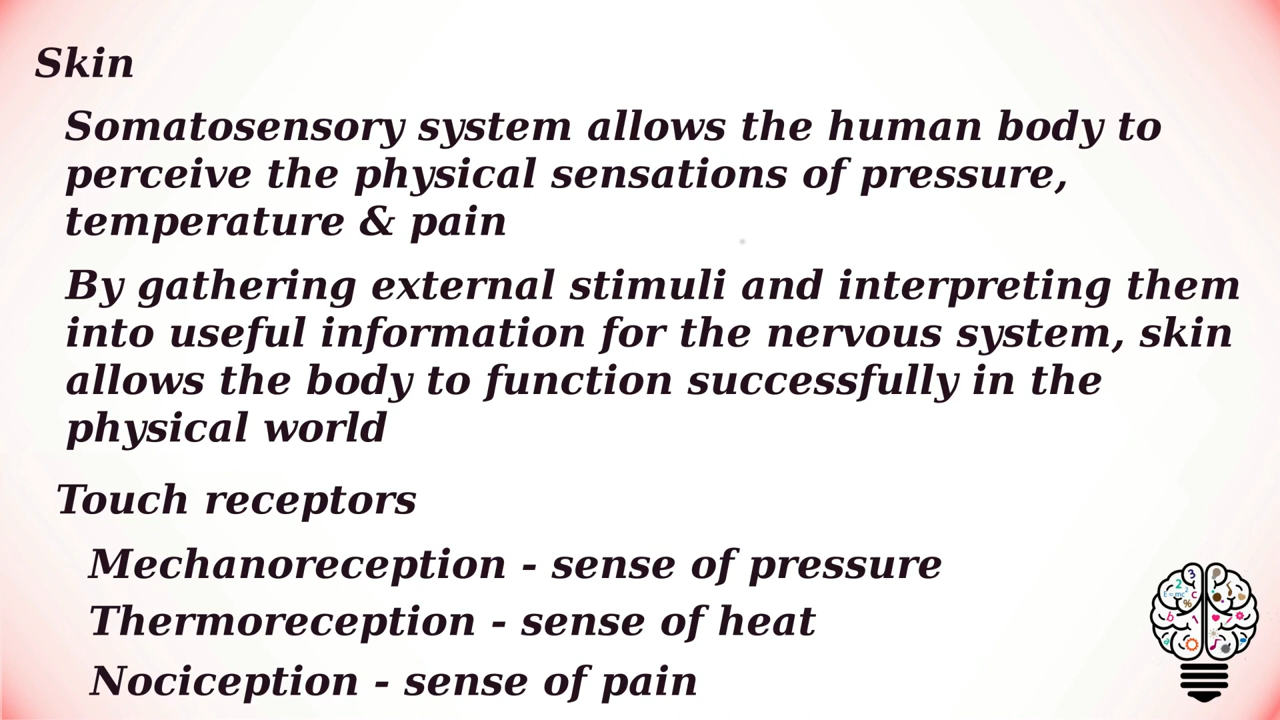 Skin
Somatosensory system allows the human body to
perceive the physical sensations of pressure,
temperature & pain
By gathering external stimuli and interpreting them
into useful information for the nervous system, skin
allows the body to function successfully in the
physical world
Touch receptors
Mechanoreception - sense of pressure
Thermoreception - sense of heat
Nociception - sense of pain